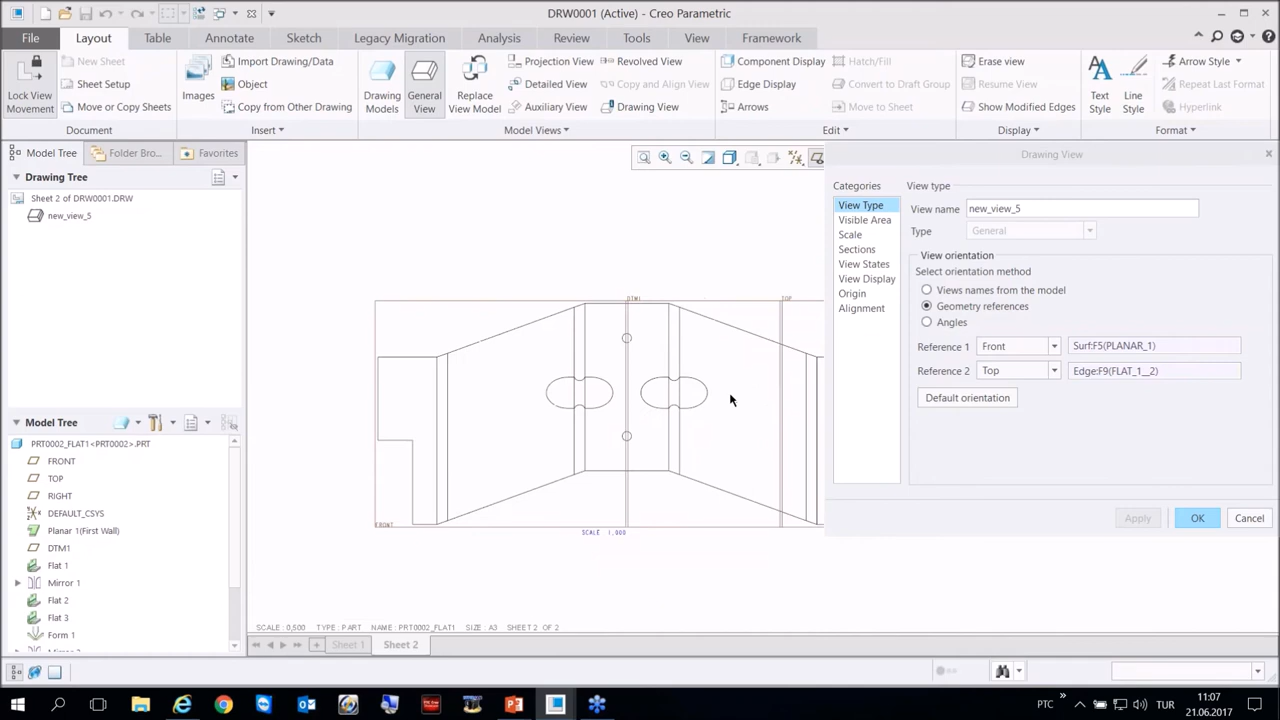 DRW0001 (Active) - Creo Parametric
File Layout Table Annotate Sketch Legacy Migration Analysis Review Tools View Framework
New Sheet Import Drawing/Data Projection View Revolved View Component Display Hatch/Fill Erase view Arrow Style
Sheet Setup Object Detailed View Copy and Align View Edge Display Convert to Draft Group Resume View Repeat Last Format
Lock View Movement Move or Copy Sheets Images Copy from Other Drawing Drawing Models General View Replace View Model Auxiliary View Drawing View Arrows Move to Sheet Show Modified Edges Text Style Line Style Hyperlink
Document Insert Model Views Edit Display Format
Model Tree Folder Bro... Favorites
Drawing Tree
Sheet 2 of DRW0001.DRW
new_view_5
Model Tree
PRT0002_FLAT1<PRT0002>.PRT
FRONT
TOP
RIGHT
DEFAULT_CSYS
Planar 1(First Wall)
DTM1
Flat 1
Mirror 1
Flat 2
Flat 3
Form 1
DTM1 TOP
FRONT
SCALE 1,000
SCALE : 0,500 TYPE : PART NAME : PRT0002_FLAT1 SIZE : A3 SHEET 2 OF 2
Sheet 1 Sheet 2
Drawing View
Categories
View Type
Visible Area
Scale
Sections
View States
View Display
Origin
Alignment
View type
View name new_view_5
Type General
View orientation
Select orientation method
Views names from the model
Geometry references
Angles
Reference 1 Front Surf:F5(PLANAR_1)
Reference 2 Top Edge:F9(FLAT_1__2)
Default orientation
Apply OK Cancel
PTC TUR 11:07
21.06.2017